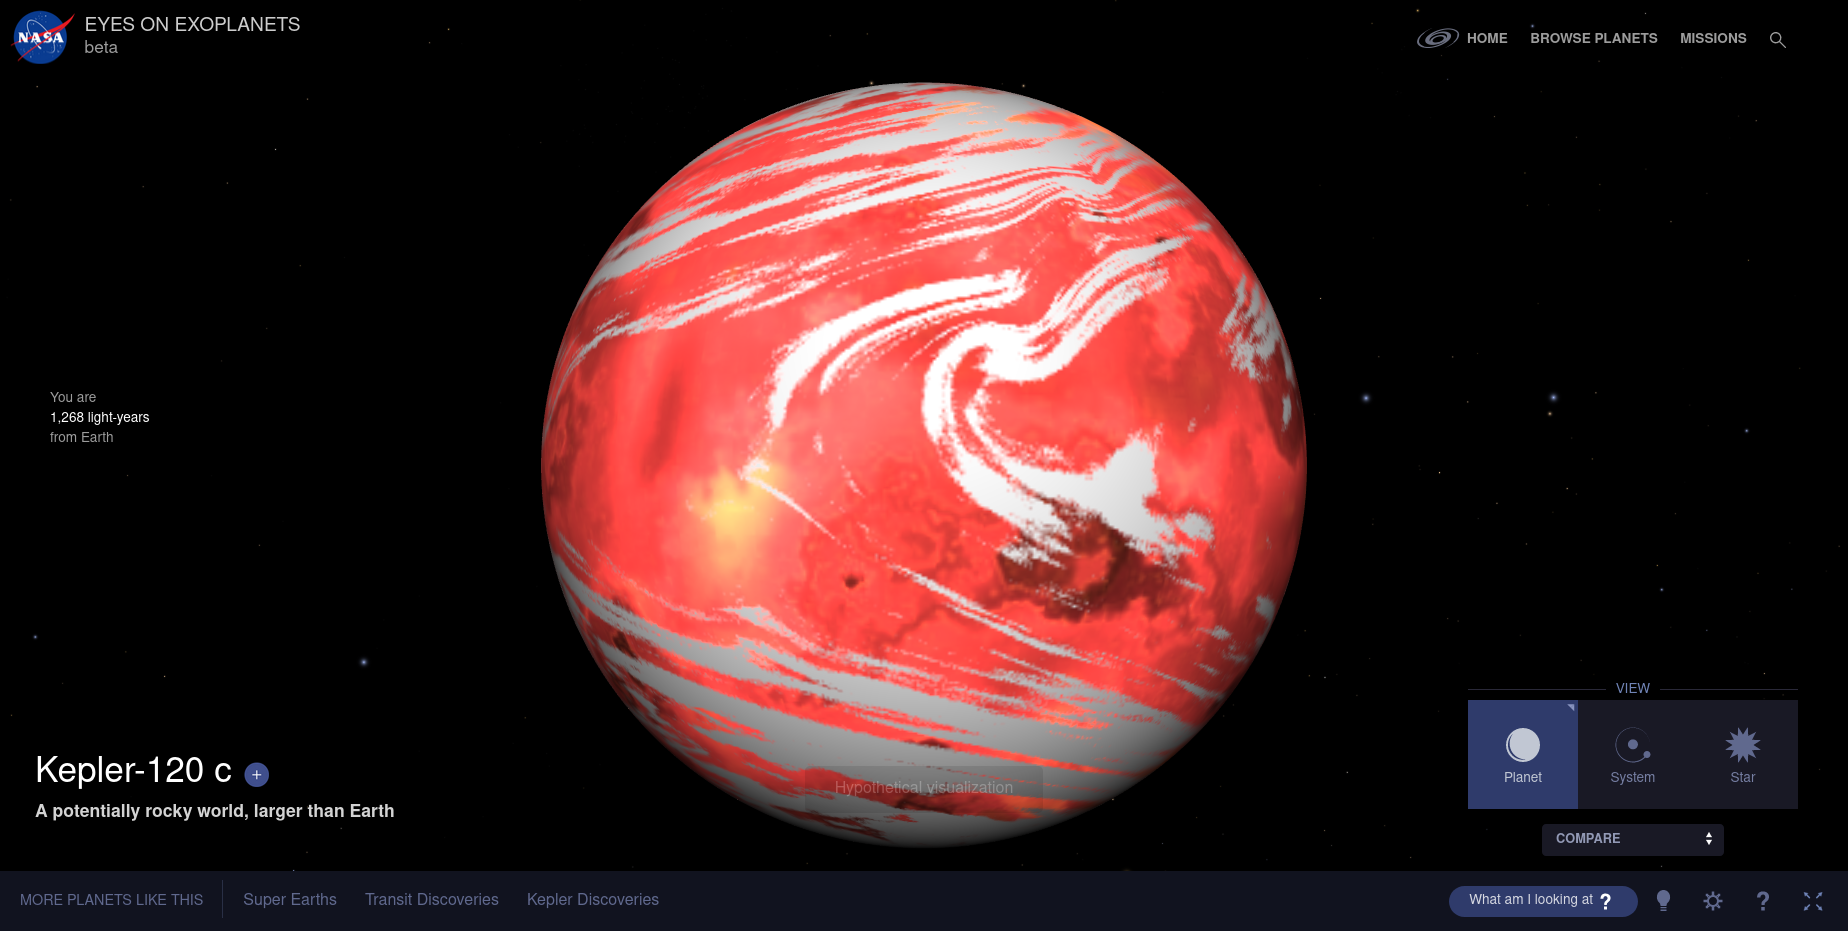 NASA
EYES ON EXOPLANETS
beta
HOME
BROWSE PLANETS
MISSIONS
You are
1,268 light-years
from Earth
Kepler-120 c +
A potentially rocky world, larger than Earth
Hypothetical visualization
VIEW
Planet
System
Star
COMPARE
MORE PLANETS LIKE THIS
Super Earths
Transit Discoveries
Kepler Discoveries
What am I looking at ?
?